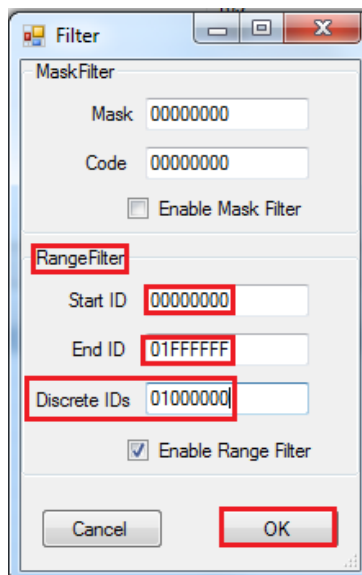 Filter
MaskFilter
Mask 00000000
Code 00000000
Enable Mask Filter
RangeFilter
Start ID 00000000
End ID 01FFFFFF
Discrete IDs 01000000
Enable Range Filter
Cancel OK